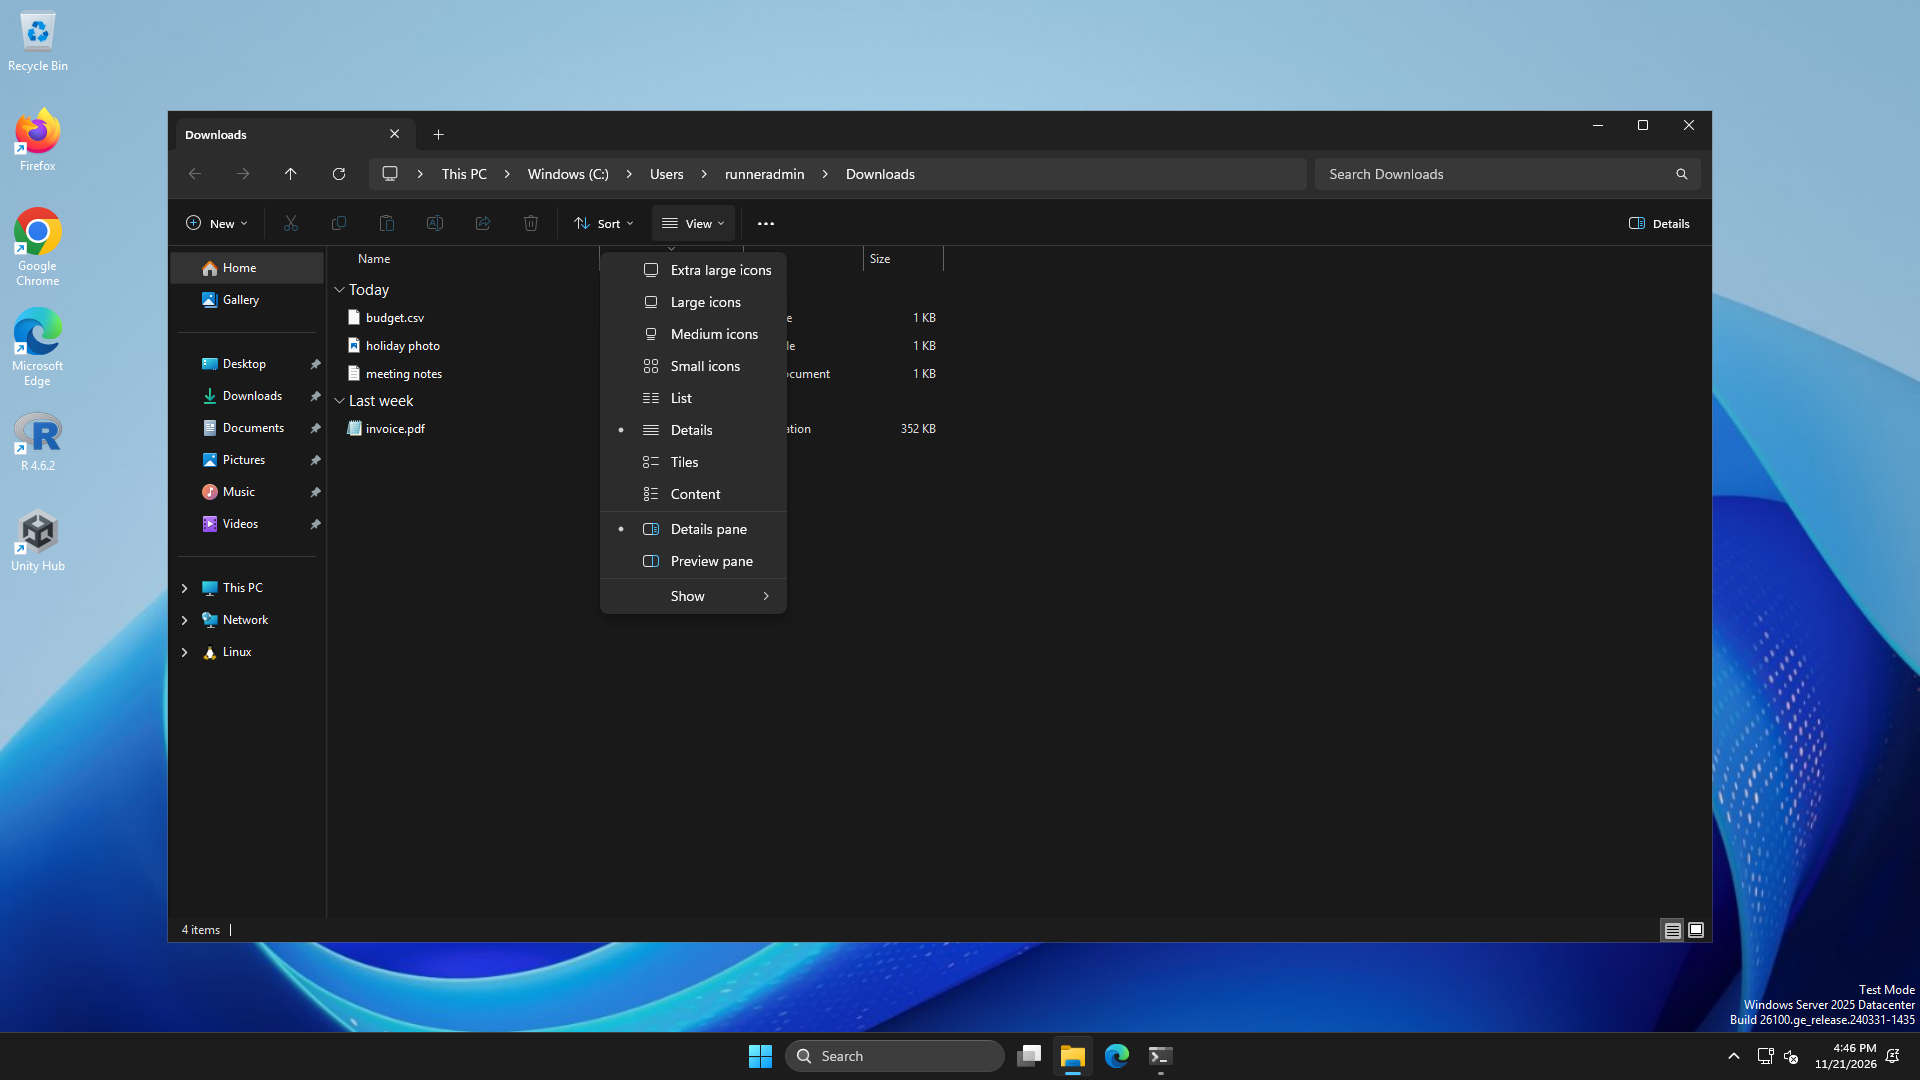 Recycle Bin
Firefox
Google
Chrome
Microsoft
Edge
R 4.6.2
Unity Hub
Downloads
This PC
Windows (C:)
Users
runneradmin
Downloads
Search Downloads
New
Sort
View
Details
Home
Gallery
Desktop
Downloads
Documents
Pictures
Music
Videos
This PC
Network
Linux
Name
Size
Today
budget.csv
1 KB
holiday photo
1 KB
meeting notes
1 KB
Last week
invoice.pdf
352 KB
Extra large icons
Large icons
Medium icons
Small icons
List
Details
Tiles
Content
Details pane
Preview pane
Show
4 items
Test Mode
Windows Server 2025 Datacenter
Build 26100.ge_release.240331-1435
Search
4:46 PM
11/21/2026